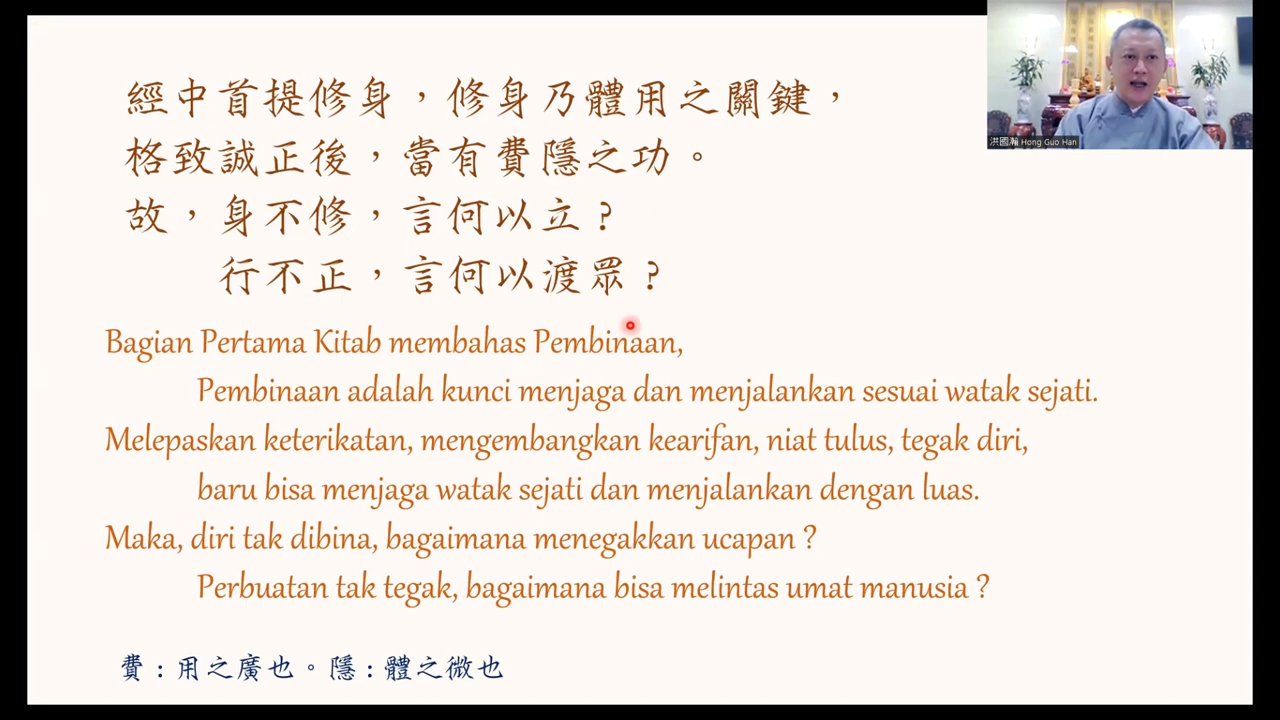 經中首提修身，修身乃體用之關鍵，
格致誠正後，當有費隱之功。
故，身不修，言何以立？
行不正，言何以渡眾？
Bagian Pertama Kitab membahas Pembinaan,
Pembinaan adalah kunci menjaga dan menjalankan sesuai watak sejati.
Melepaskan keterikatan, mengembangkan kearifan, niat tulus, tegak diri,
baru bisa menjaga watak sejati dan menjalankan dengan luas.
Maka, diri tak dibina, bagaimana menegakkan ucapan ?
Perbuatan tak tegak, bagaimana bisa melintas umat manusia ?
費：用之廣也。隱：體之微也
洪國瀚 Hong Guo Han